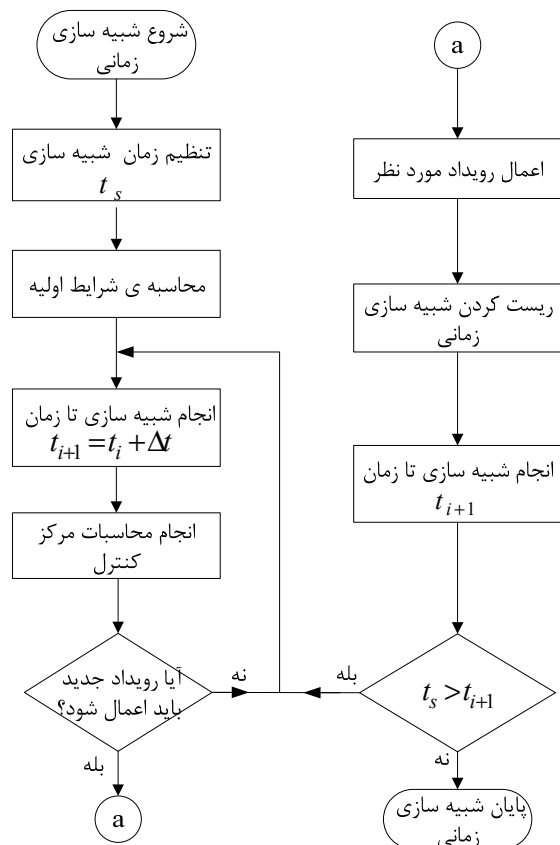 شروع شبیه سازی
زمانی
تنظیم زمان شبیه سازی
t_s
محاسبه ی شرایط اولیه
انجام شبیه سازی تا زمان
t_{i+1} = t_i + Δt
انجام محاسبات مرکز
کنترل
آیا رویداد جدید
باید اعمال شود؟
نه
بله
a
a
اعمال رویداد مورد نظر
ریست کردن شبیه سازی
زمانی
انجام شبیه سازی تا زمان
t_{i+1}
t_s > t_{i+1}
بله
نه
پایان شبیه سازی
زمانی